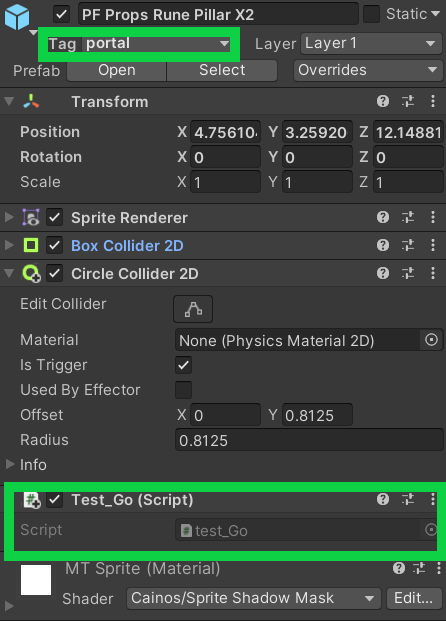 PF Props Rune Pillar X2 Static
Tag portal Layer Layer 1
Prefab Open Select Overrides
Transform
Position X 4.756104 Y 3.25920 Z 12.14881
Rotation X 0 Y 0 Z 0
Scale X 1 Y 1 Z 1
Sprite Renderer
Box Collider 2D
Circle Collider 2D
Edit Collider
Material None (Physics Material 2D)
Is Trigger
Used By Effector
Offset X 0 Y 0.8125
Radius 0.8125
Info
# Test_Go (Script)
Script # test_Go
MT Sprite (Material)
Shader Cainos/Sprite Shadow Mask Edit...